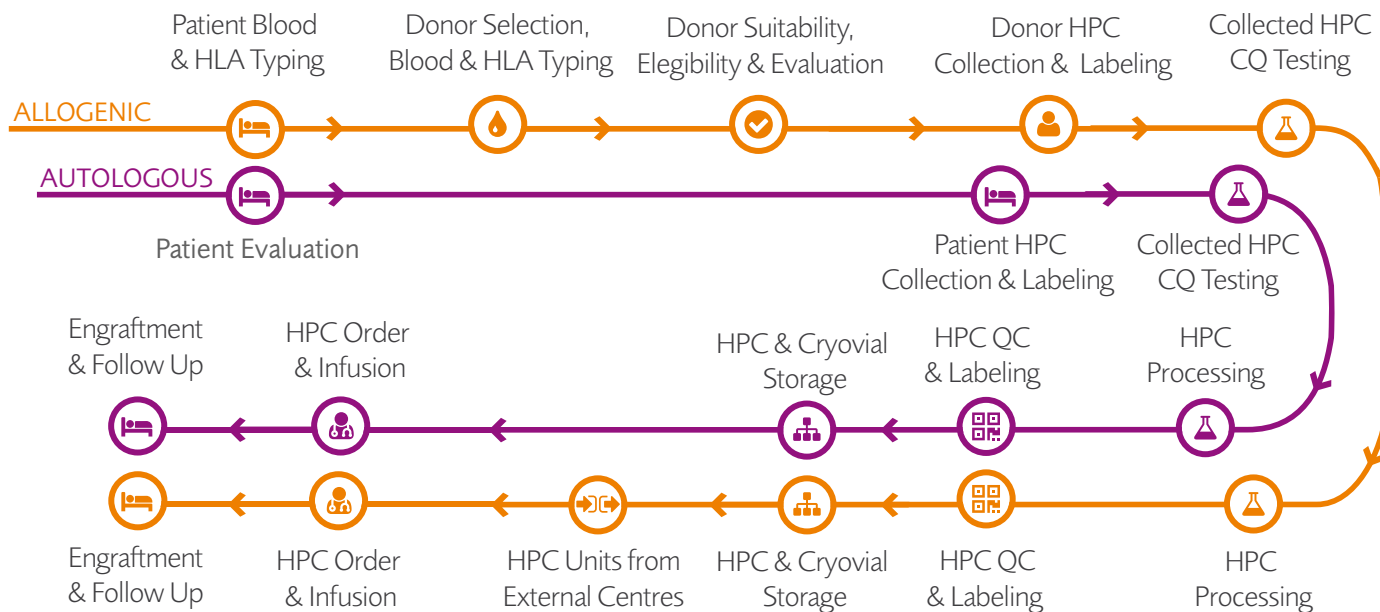 Patient Blood
& HLA Typing
Donor Selection,
Blood & HLA Typing
Donor Suitability,
Elegibility & Evaluation
Donor HPC
Collection & Labeling
Collected HPC
CQ Testing
ALLOGENIC
AUTOLOGOUS
Patient Evaluation
Patient HPC
Collection & Labeling
Collected HPC
CQ Testing
Engraftment
& Follow Up
HPC Order
& Infusion
HPC & Cryovial
Storage
HPC QC
& Labeling
HPC
Processing
Engraftment
& Follow Up
HPC Order
& Infusion
HPC Units from
External Centres
HPC & Cryovial
Storage
HPC QC
& Labeling
HPC
Processing